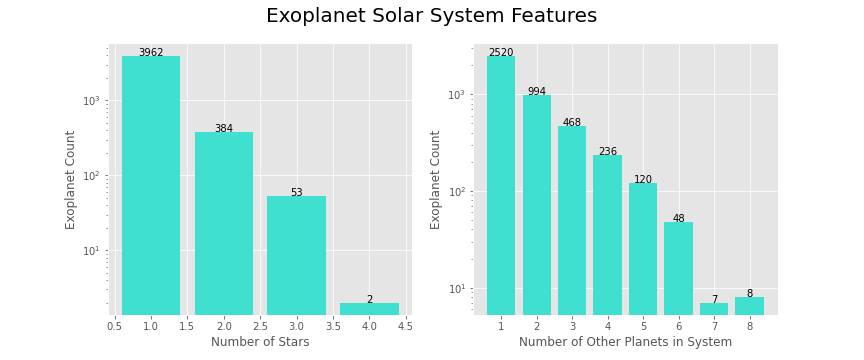 Exoplanet Solar System Features
3962
384
53
2
10³
10²
10¹
Exoplanet Count
0.5 1.0 1.5 2.0 2.5 3.0 3.5 4.0 4.5
Number of Stars
2520
994
468
236
120
48
7
8
10³
10²
10¹
Exoplanet Count
1 2 3 4 5 6 7 8
Number of Other Planets in System